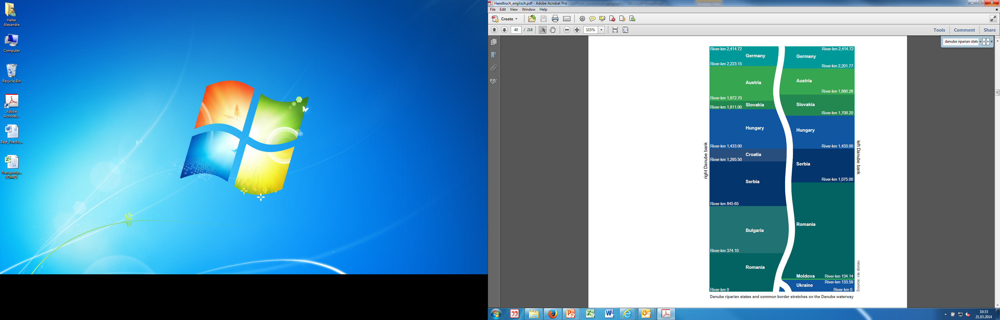 Haller
Alexandra
Computer
Recycle Bin
Adobe
Acrobat...
Best_Practic...
Transportp...
LOME3
Handbuch_englisch.pdf - Adobe Acrobat Pro
File Edit View Window Help
Create
40 / 218
115%
Tools Comment Share
danube riparian state
River-km 2,414.72
Germany
River-km 2,223.15
Austria
River-km 1,872.70
Slovakia
River-km 1,811.00
Hungary
River-km 1,433.00
Croatia
River-km 1,295.50
Serbia
River-km 845.65
Bulgaria
River-km 374.10
Romania
River-km 0
right Danube bank
River-km 2,414.72
Germany
River-km 2,201.77
Austria
River-km 1,880.26
Slovakia
River-km 1,708.20
Hungary
River-km 1,433.00
Serbia
River-km 1,075.00
Romania
Moldova River-km 134.14
River-km 133.59
Ukraine
River-km 0
left Danube bank
Source: via donau
Danube riparian states and common border stretches on the Danube waterway
10:33
21.03.2014